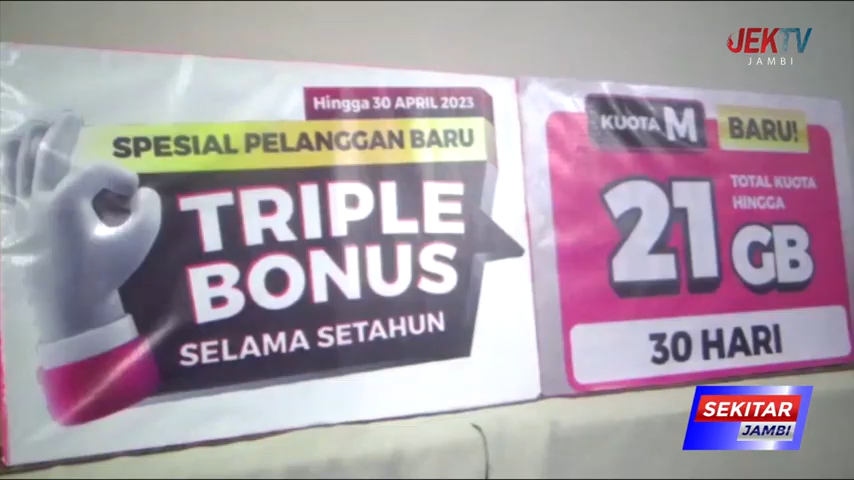 JEKTV
JAMBI
Hingga 30 APRIL 2023
SPESIAL PELANGGAN BARU
TRIPLE
BONUS
SELAMA SETAHUN
KUOTA M
BARU!
21 GB
TOTAL KUOTA
HINGGA
30 HARI
SEKITAR
JAMBI